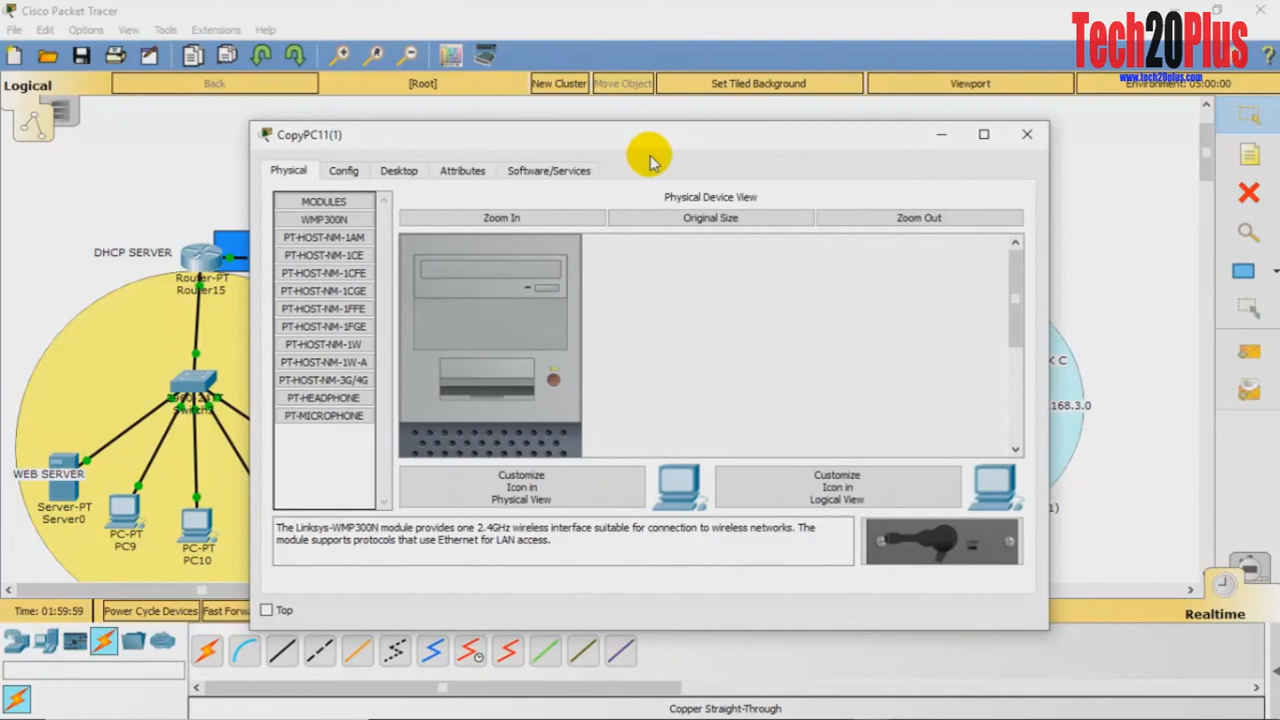 Cisco Packet Tracer
File Edit Options View Tools Extensions Help
Tech20Plus
www.tech20plus.com
Logical
Back
[Root]
New Cluster
Move Object
Set Tiled Background
Viewport
Environment: 05:00:00
CopyPC11(1)
Physical
Config
Desktop
Attributes
Software/Services
MODULES
WMP300N
PT-HOST-NM-1AM
PT-HOST-NM-1CE
PT-HOST-NM-1CFE
PT-HOST-NM-1CGE
PT-HOST-NM-1FFE
PT-HOST-NM-1FGE
PT-HOST-NM-1W
PT-HOST-NM-1W-A
PT-HOST-NM-3G/4G
PT-HEADPHONE
PT-MICROPHONE
Physical Device View
Zoom In
Original Size
Zoom Out
Customize
Icon in
Physical View
Customize
Icon in
Logical View
The Linksys-WMP300N module provides one 2.4GHz wireless interface suitable for connection to wireless networks. The
module supports protocols that use Ethernet for LAN access.
Top
DHCP SERVER
Router-PT
Router15
2960-24TT
WEB SERVER
Server-PT
Server0
PC-PT
PC9
PC-PT
PC10
K C
168.3.0
1)
Time: 01:59:59
Power Cycle Devices
Fast Forw
Realtime
Copper Straight-Through